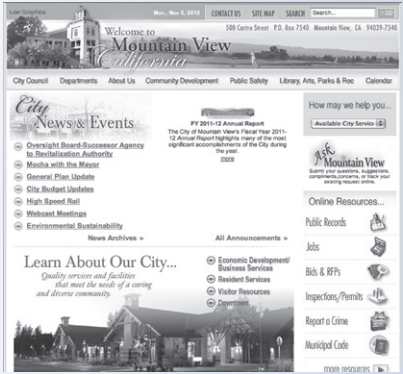 Low Graphics
Mon, Nov 5, 2012
CONTACT US SITE MAP SEARCH Search...
500 Castro Street P.O. Box 7540 Mountain View, CA 94039-7540
Welcome to
Mountain View
California
City Council Departments About Us Community Development Public Safety Library, Arts, Parks & Rec Calendar
City
News & Events
Oversight Board-Successor Agency
to Revitalization Authority
Mocha with the Mayor
General Plan Update
City Budget Updates
High Speed Rail
Webcast Meetings
Environmental Sustainability
News Archives »
FY 2011-12 Annual Report
The City of Mountain View's Fiscal Year 2011-
12 Annual Report highlights many of the most
significant accomplishments of the City during
the year.
more
All Announcements »
How may we help you...
Available City Service
Ask
Mountain View
Submit your questions, suggestions,
compliments,concerns, or track your
existing request online.
Online Resources...
Public Records
Jobs
Bids & RFPs
Inspections/Permits
Report a Crime
Municipal Code
more resources
Learn About Our City...
Quality services and facilities
that meet the needs of a caring
and diverse community.
Economic Development/
Business Services
Resident Services
Visitor Resources
Downtown